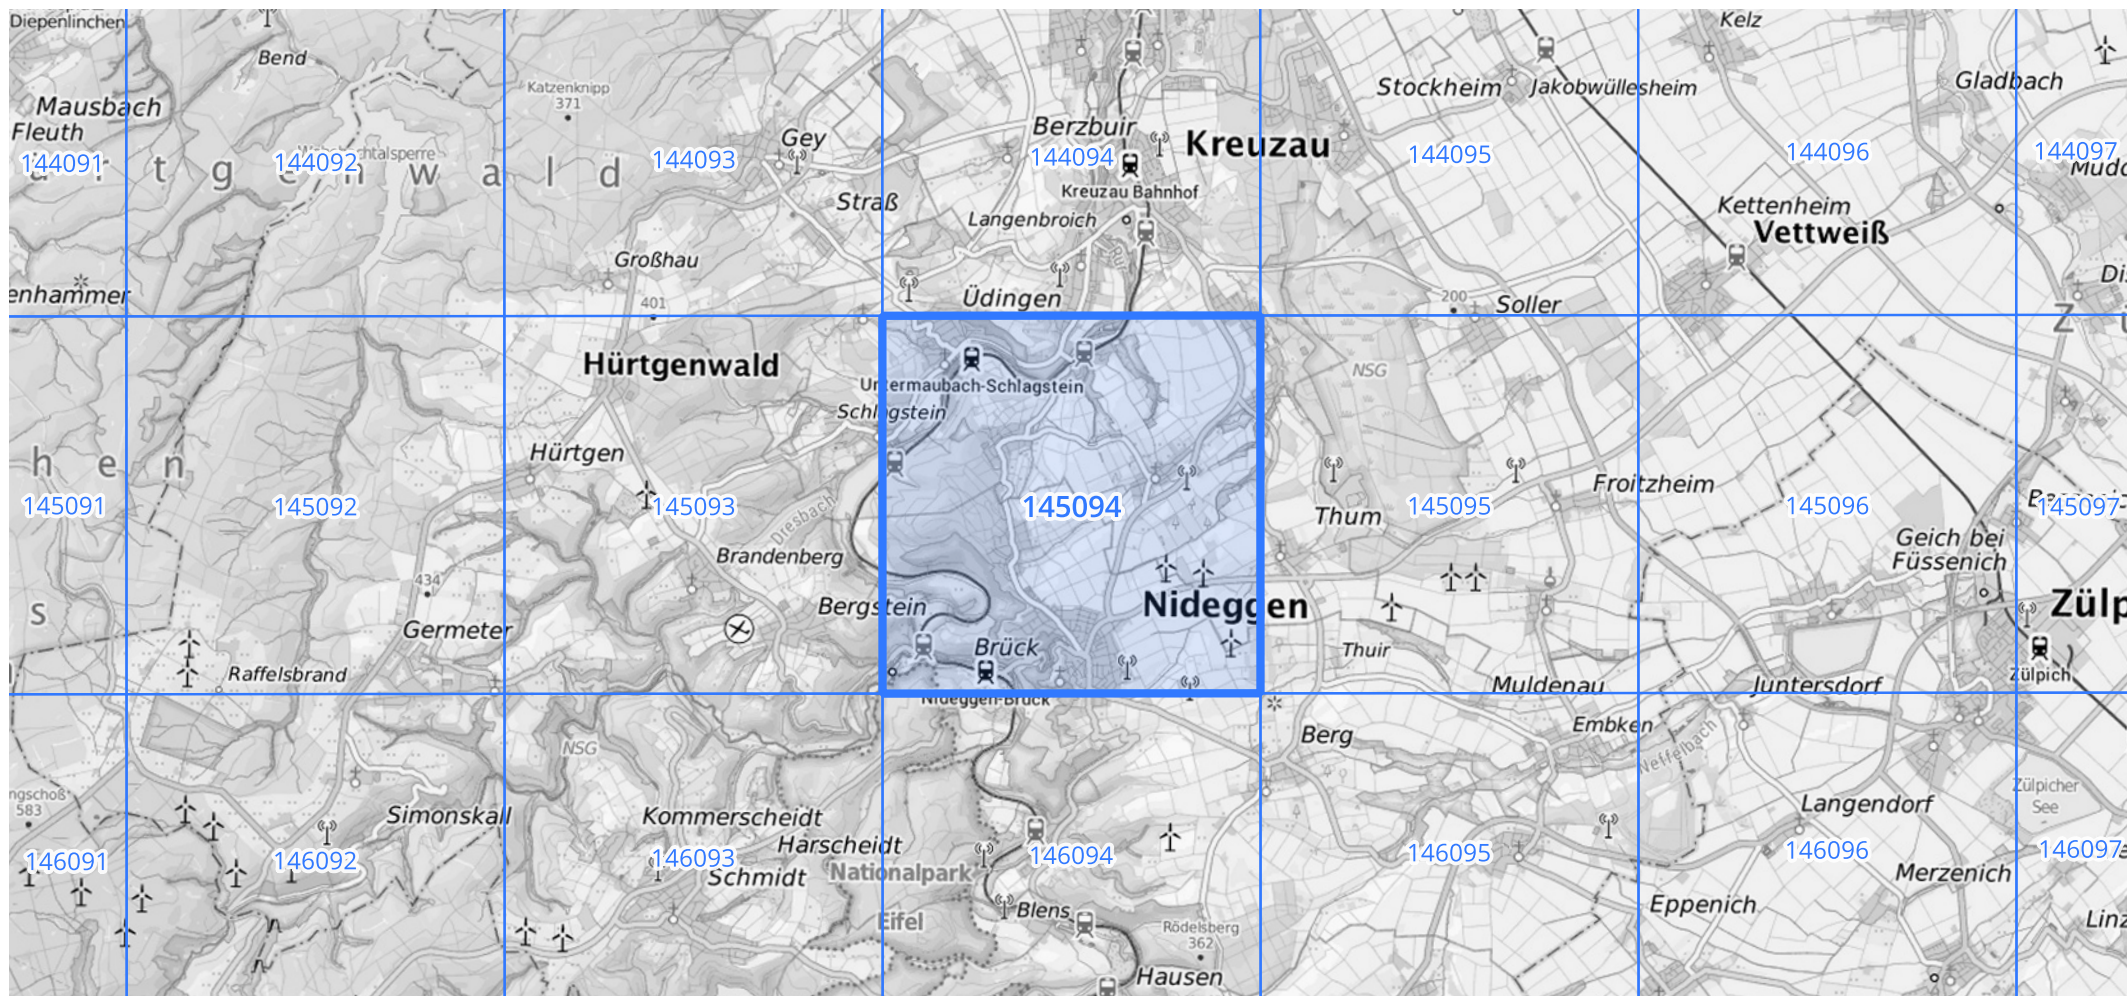 Diepenlinchen
Bend
Kelz
Mausbach
Fleuth
Katzenknipp
371
Gey
Berzbuir
Kreuzau
Stockheim
Jakobwüllesheim
Gladbach
144091
144092
144093
144094
144095
144096
144097
r t g e n w a l d
Straß
Kreuzau Bahnhof
Langenbroich
Kettenheim
Vettweiß
Großhau
401
enhammer
Üdingen
200
Soller
Z
Hürtgenwald
Untermaubach-Schlagstein
Schlagstein
NSG
h e n
Hürtgen
Froitzheim
145091
145092
145093
145094
145095
145096
145097
Dresbach
Thum
Brandenberg
Geich bei
Füssenich
434
Bergstein
Nideggen
Zülp
s
Germeter
Brück
Thuir
Raffelsbrand
Zülpich
Muldenau
Juntersdorf
Nideggen-Brück
NSG
Berg
Embken
Neffelbach
ngschoß
583
Simonskall
Kommerscheidt
Harscheidt
Zülpicher
See
Langendorf
146091
146092
146093
146094
146095
146096
146097
Nationalpark
Schmidt
Merzenich
Eifel
Blens
Eppenich
Linz
Rödelsberg
362
Hausen